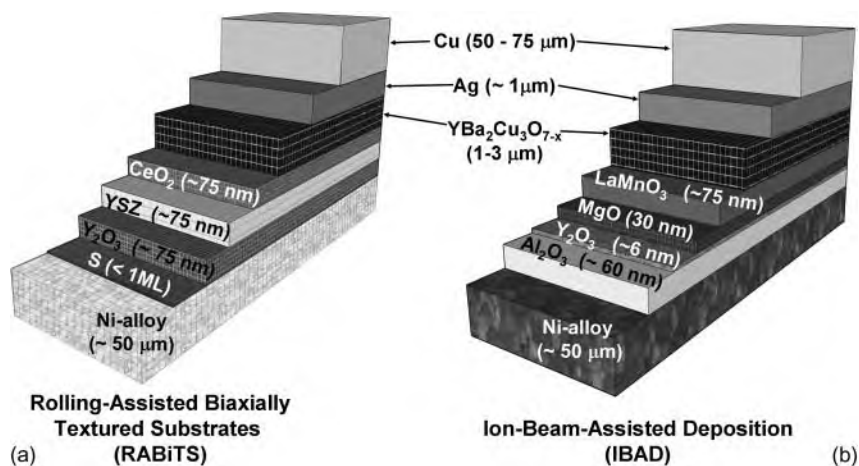 Cu (50 - 75 μm)
Ag (~ 1μm)
YBa₂Cu₃O₇₋ₓ
(1-3 μm)
CeO₂ (~75 nm)
YSZ (~75 nm)
Y₂O₃ (~ 75 nm)
S (< 1ML)
Ni-alloy
(~ 50 μm)
Rolling-Assisted Biaxially
Textured Substrates
(RABiTS)
(a)
LaMnO₃ (~75 nm)
MgO (30 nm)
Y₂O₃ (~6 nm)
Al₂O₃ (~ 60 nm)
Ni-alloy
(~ 50 μm)
Ion-Beam-Assisted Deposition
(IBAD)
(b)